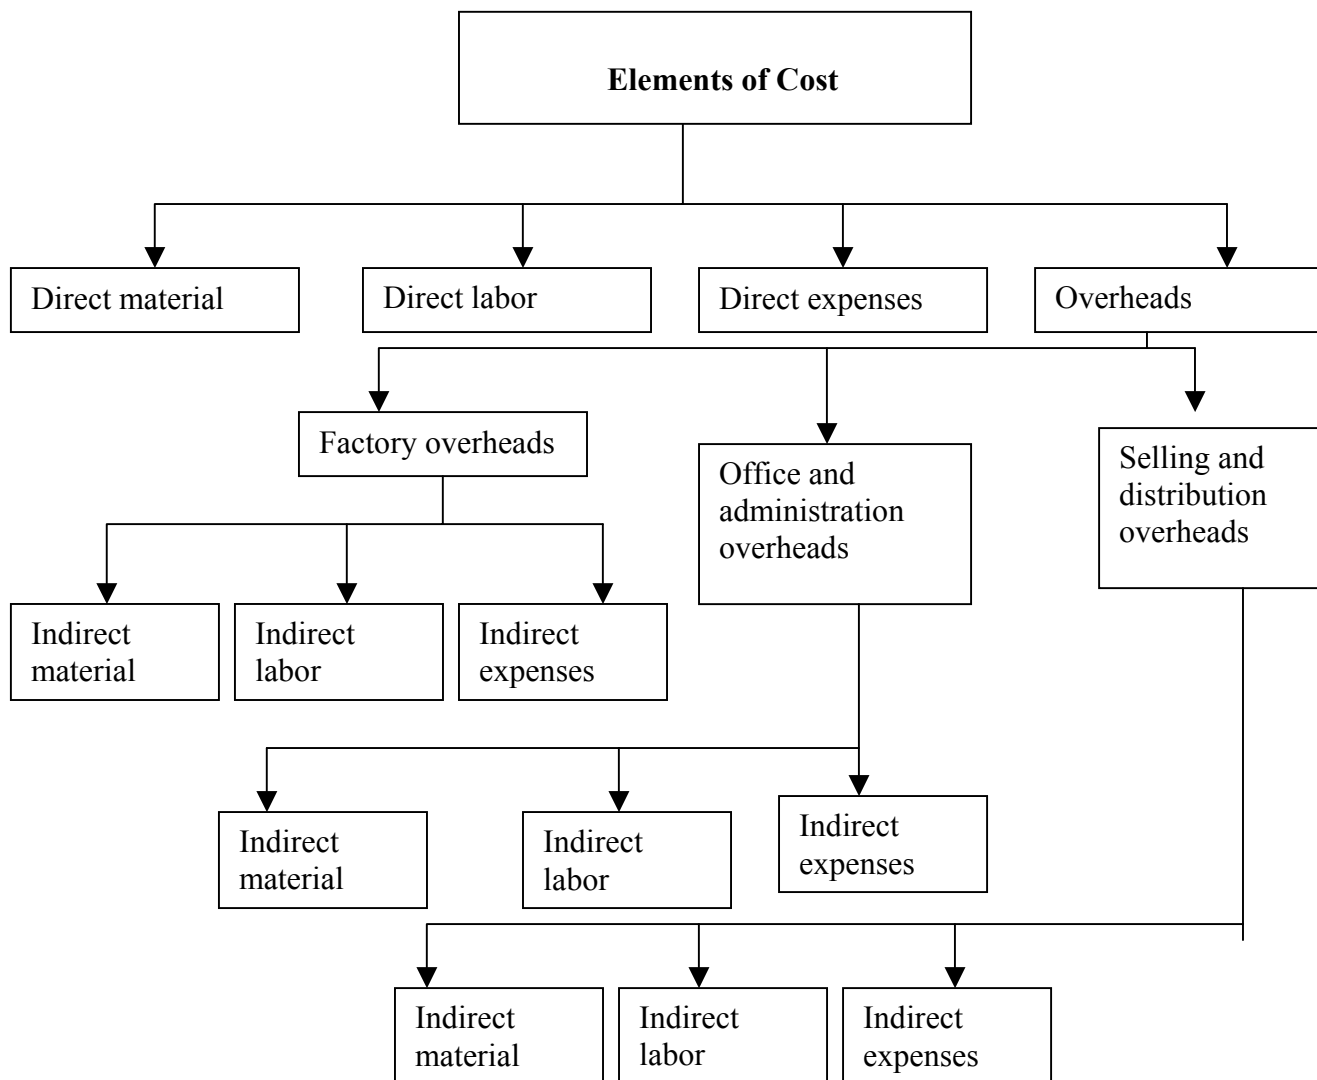 Elements of Cost
Direct material
Direct labor
Direct expenses
Overheads
Factory overheads
Office and
administration
overheads
Selling and
distribution
overheads
Indirect
material
Indirect
labor
Indirect
expenses
Indirect
material
Indirect
labor
Indirect
expenses
Indirect
material
Indirect
labor
Indirect
expenses